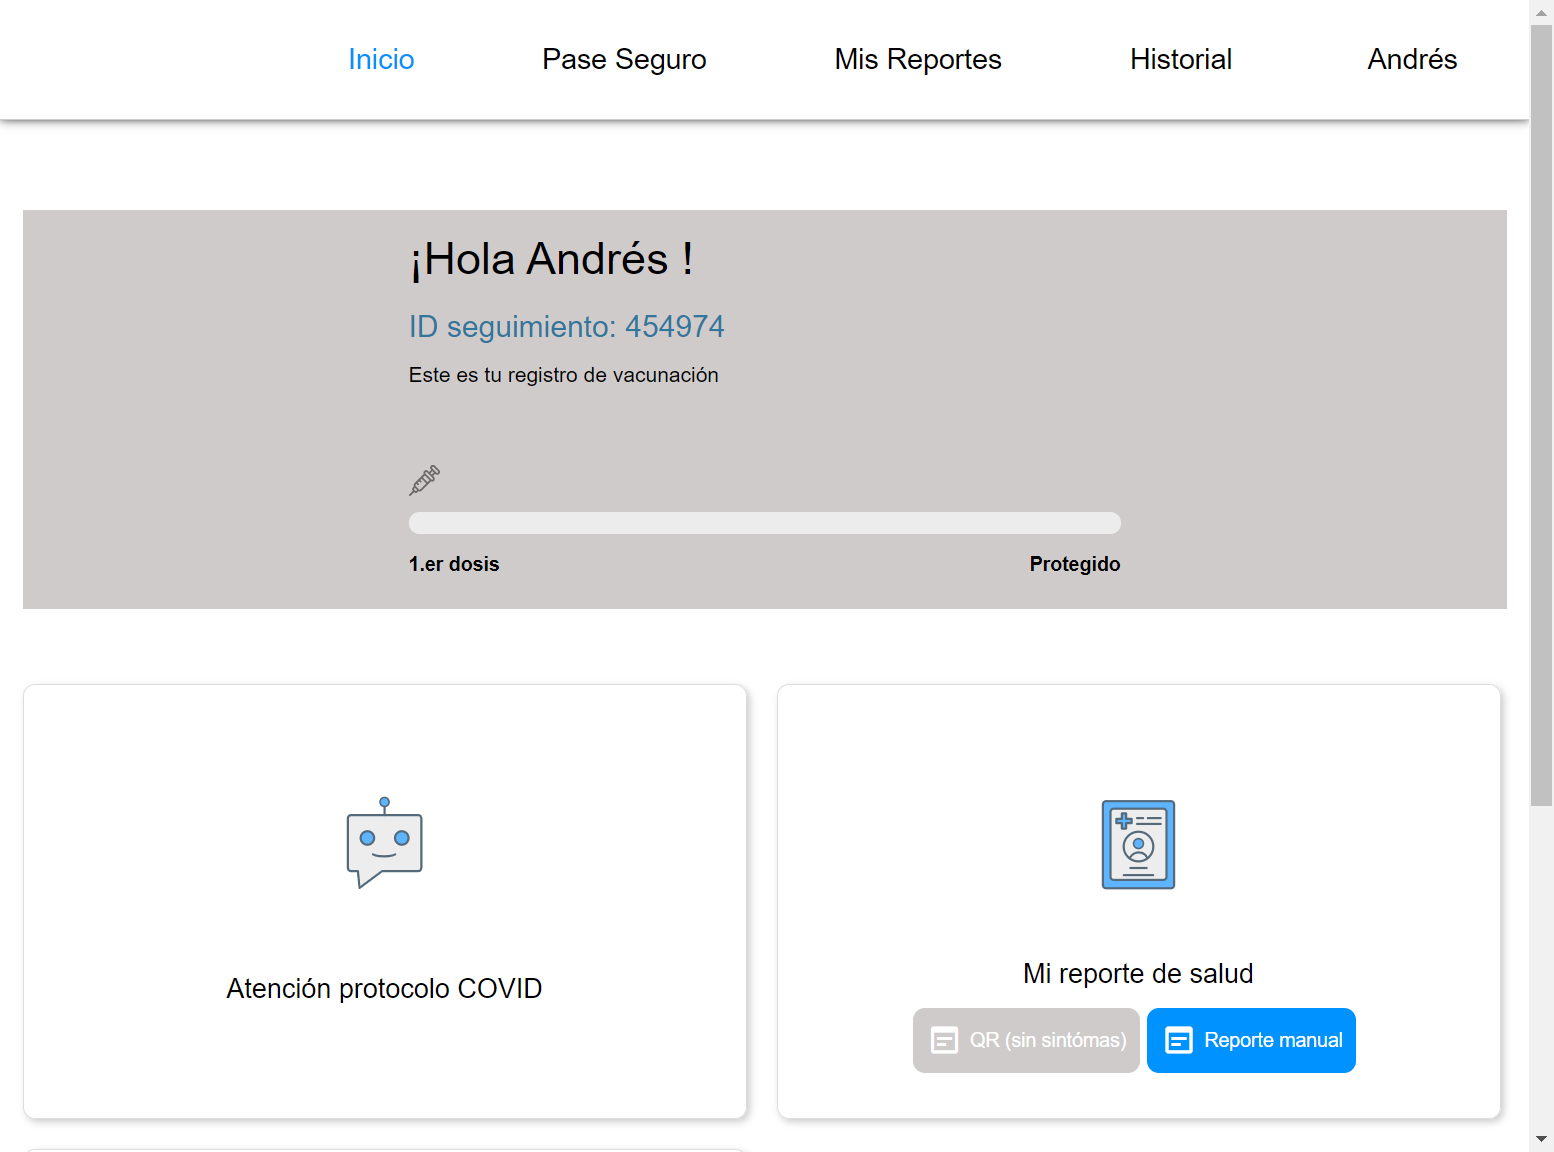 Inicio Pase Seguro Mis Reportes Historial Andrés
¡Hola Andrés !
ID seguimiento: 454974
Este es tu registro de vacunación
1.er dosis Protegido
Atención protocolo COVID
Mi reporte de salud
QR (sin sintómas) Reporte manual